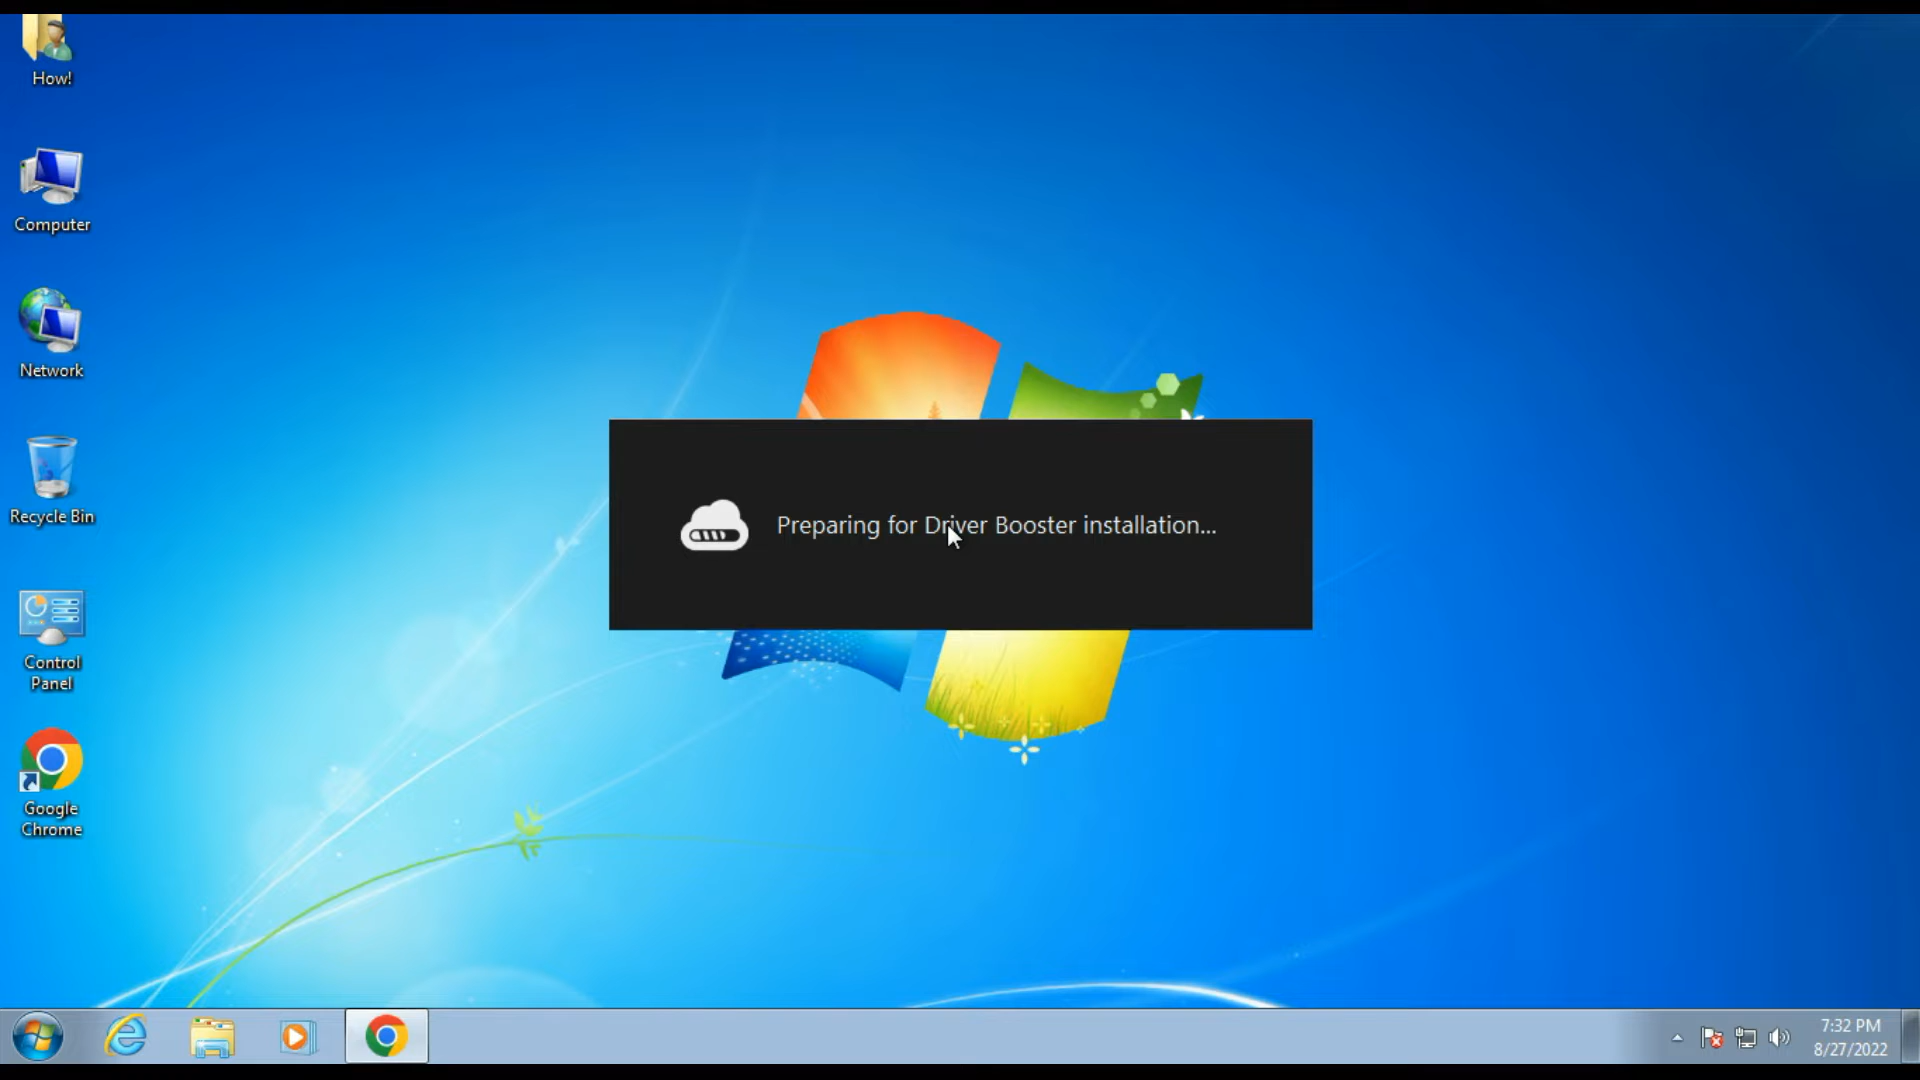 How!
Computer
Network
Recycle Bin
Control
Panel
Google
Chrome
Preparing for Driver Booster installation...
7:32 PM
8/27/2022